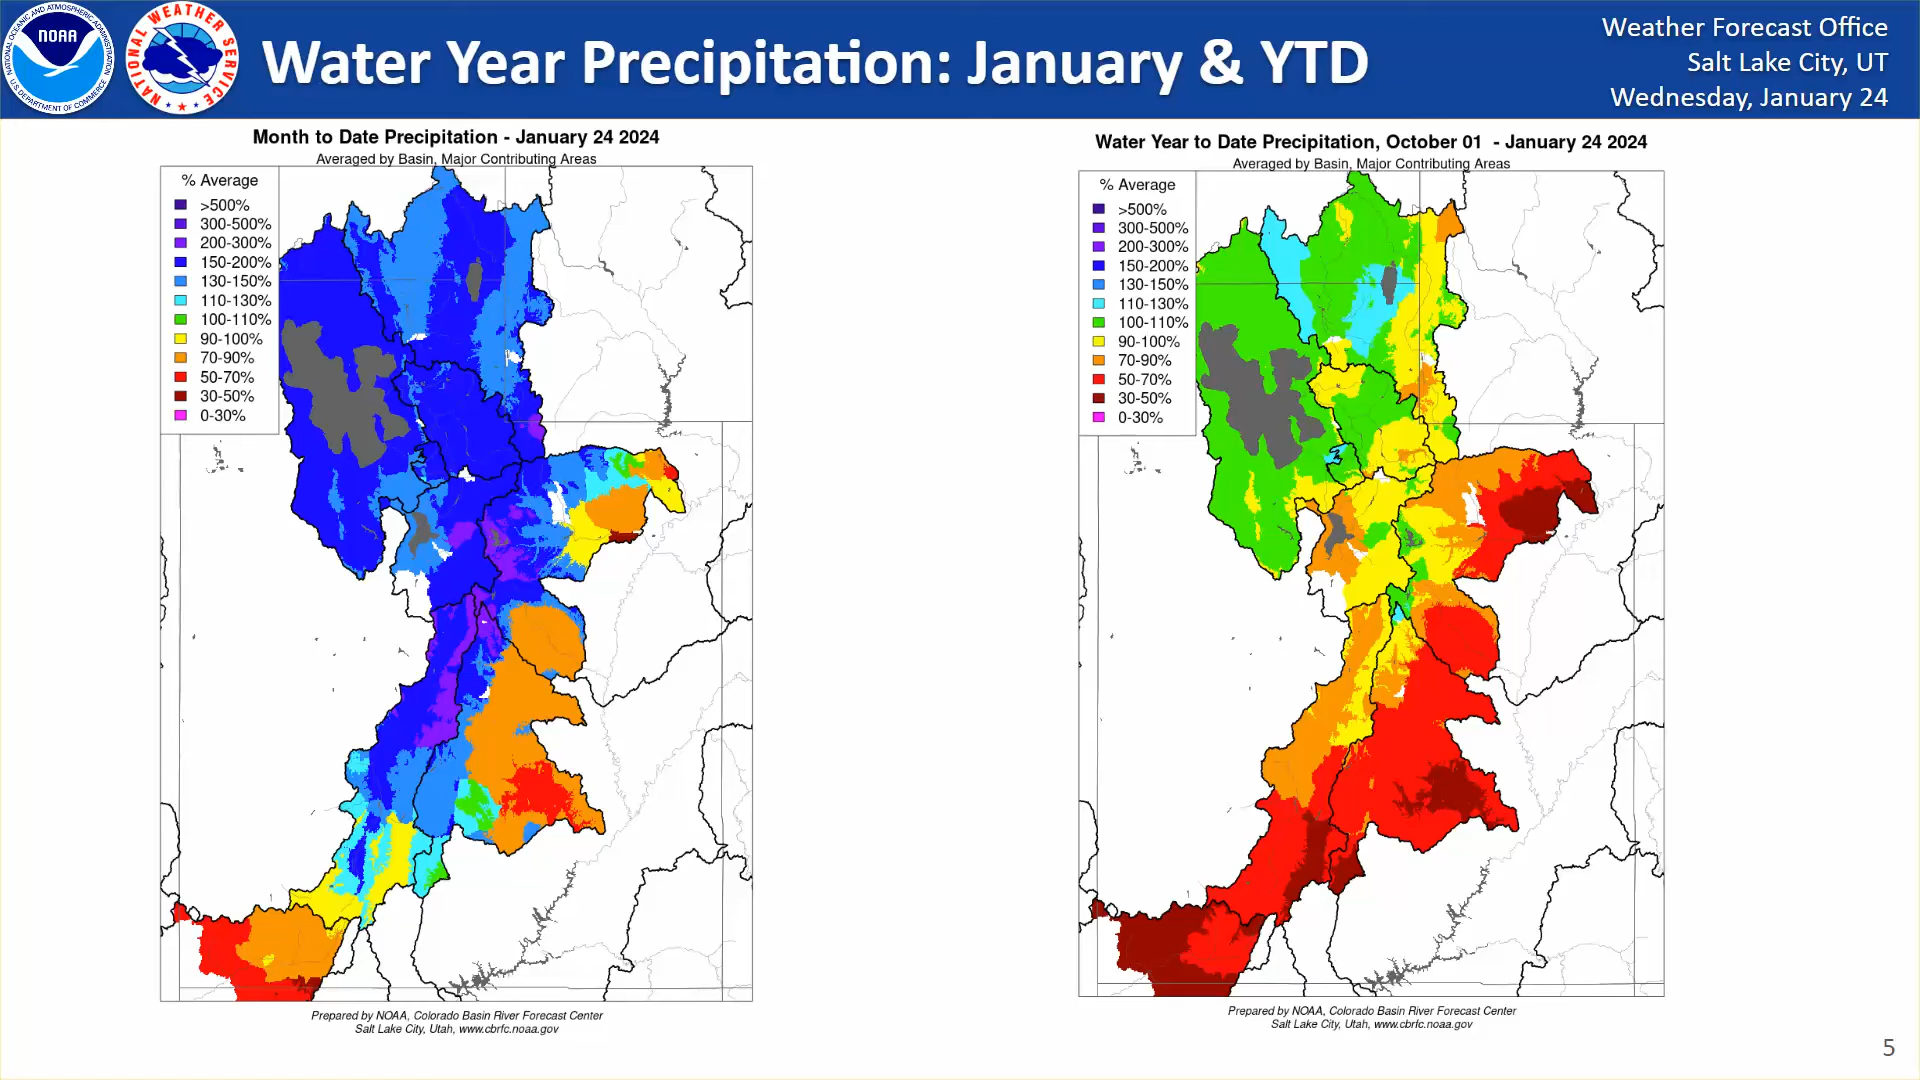 NATIONAL OCEANIC AND ATMOSPHERIC ADMINISTRATION
NOAA
U.S. DEPARTMENT OF COMMERCE
NATIONAL WEATHER SERVICE
Water Year Precipitation: January & YTD
Weather Forecast Office
Salt Lake City, UT
Wednesday, January 24
Month to Date Precipitation - January 24 2024
Averaged by Basin, Major Contributing Areas
% Average
>500%
300-500%
200-300%
150-200%
130-150%
110-130%
100-110%
90-100%
70-90%
50-70%
30-50%
0-30%
Prepared by NOAA, Colorado Basin River Forecast Center
Salt Lake City, Utah, www.cbrfc.noaa.gov
Water Year to Date Precipitation, October 01 - January 24 2024
Averaged by Basin, Major Contributing Areas
% Average
>500%
300-500%
200-300%
150-200%
130-150%
110-130%
100-110%
90-100%
70-90%
50-70%
30-50%
0-30%
Prepared by NOAA, Colorado Basin River Forecast Center
Salt Lake City, Utah, www.cbrfc.noaa.gov
5